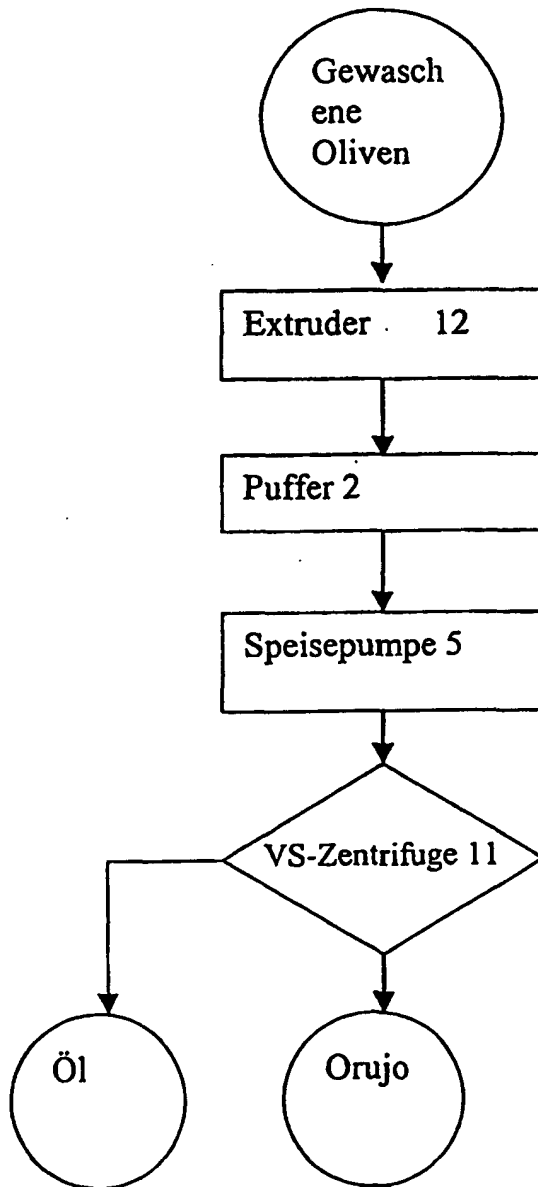 Gewasch
ene
Oliven
Extruder 12
Puffer 2
Speisepumpe 5
VS-Zentrifuge 11
Öl
Orujo